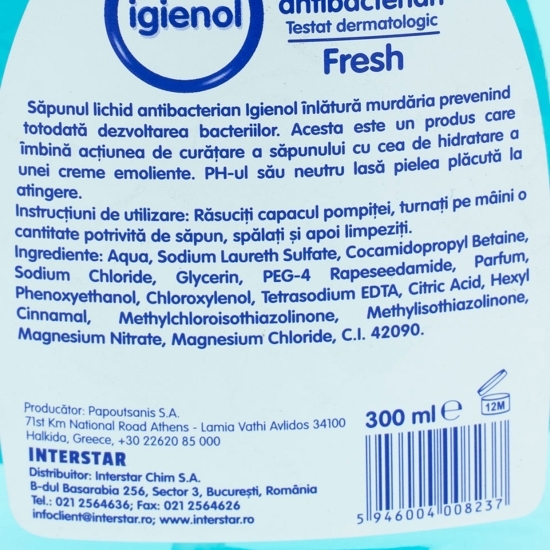 igienol
antibacterian
Testat dermatologic
Fresh
Săpunul lichid antibacterian Igienol înlătură murdăria prevenind
totodată dezvoltarea bacteriilor. Acesta este un produs care
îmbină acțiunea de curățare a săpunului cu cea de hidratare a
unei creme emoliente. PH-ul său neutru lasă pielea plăcută la
atingere.
Instrucțiuni de utilizare: Răsuciți capacul pompiței, turnați pe mâini o
cantitate potrivită de săpun, spălați și apoi limpeziți.
Ingrediente: Aqua, Sodium Laureth Sulfate, Cocamidopropyl Betaine,
Sodium Chloride, Glycerin, PEG-4 Rapeseedamide, Parfum,
Phenoxyethanol, Chloroxylenol, Tetrasodium EDTA, Citric Acid, Hexyl
Cinnamal, Methylchloroisothiazolinone, Methylisothiazolinone,
Magnesium Nitrate, Magnesium Chloride, C.I. 42090.
Producător: Papoutsanis S.A.
71st Km National Road Athens - Lamia Vathi Avlidos 34100
Halkida, Greece, +30 22620 85 000
INTERSTAR
Distribuitor: Interstar Chim S.A.
B-dul Basarabia 256, Sector 3, București, România
Tel.: 021 2564636; Fax: 021 2564626
infoclient@interstar.ro; www.interstar.ro
300 ml e
12M
5 946004 008237